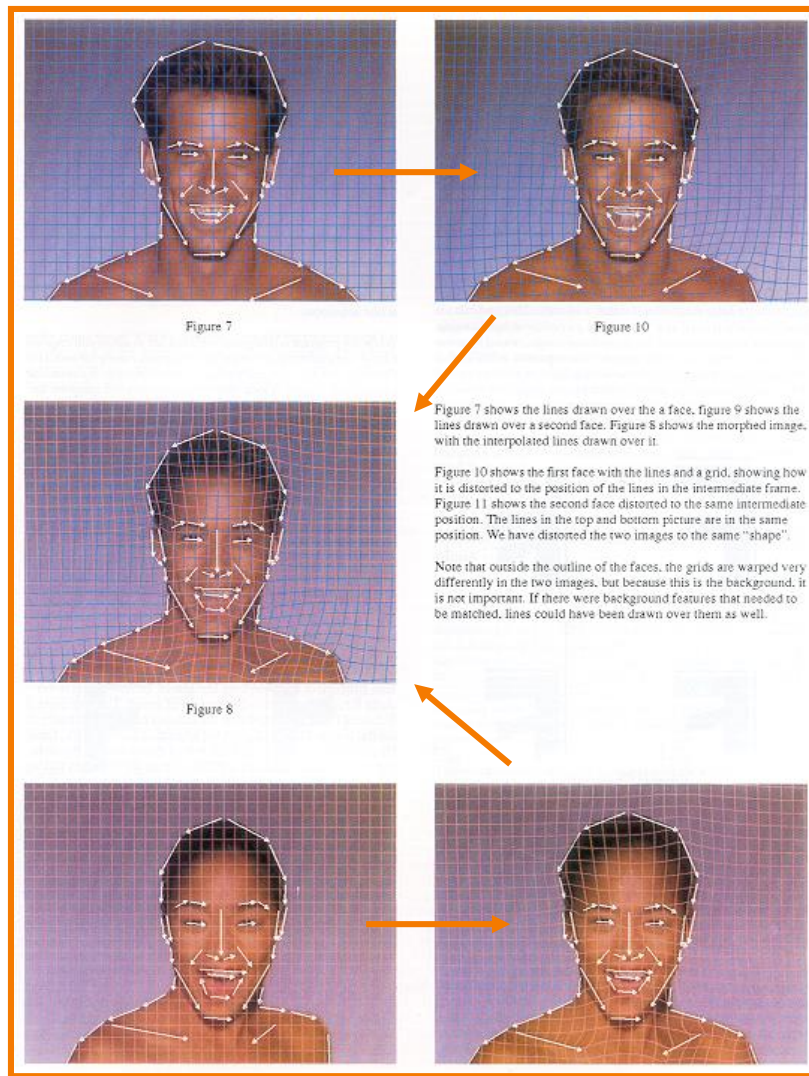 Figure 7
Figure 10
Figure 7 shows the lines drawn over the a face, figure 9 shows the
lines drawn over a second face. Figure 8 shows the morphed image,
with the interpolated lines drawn over it.
Figure 10 shows the first face with the lines and a grid, showing how
it is distorted to the position of the lines in the intermediate frame.
Figure 11 shows the second face distorted to the same intermediate
position. The lines in the top and bottom picture are in the same
position. We have distorted the two images to the same "shape".
Note that outside the outline of the faces, the grids are warped very
differently in the two images, but because this is the background, it
is not important. If there were background features that needed to
be matched, lines could have been drawn over them as well.
Figure 8